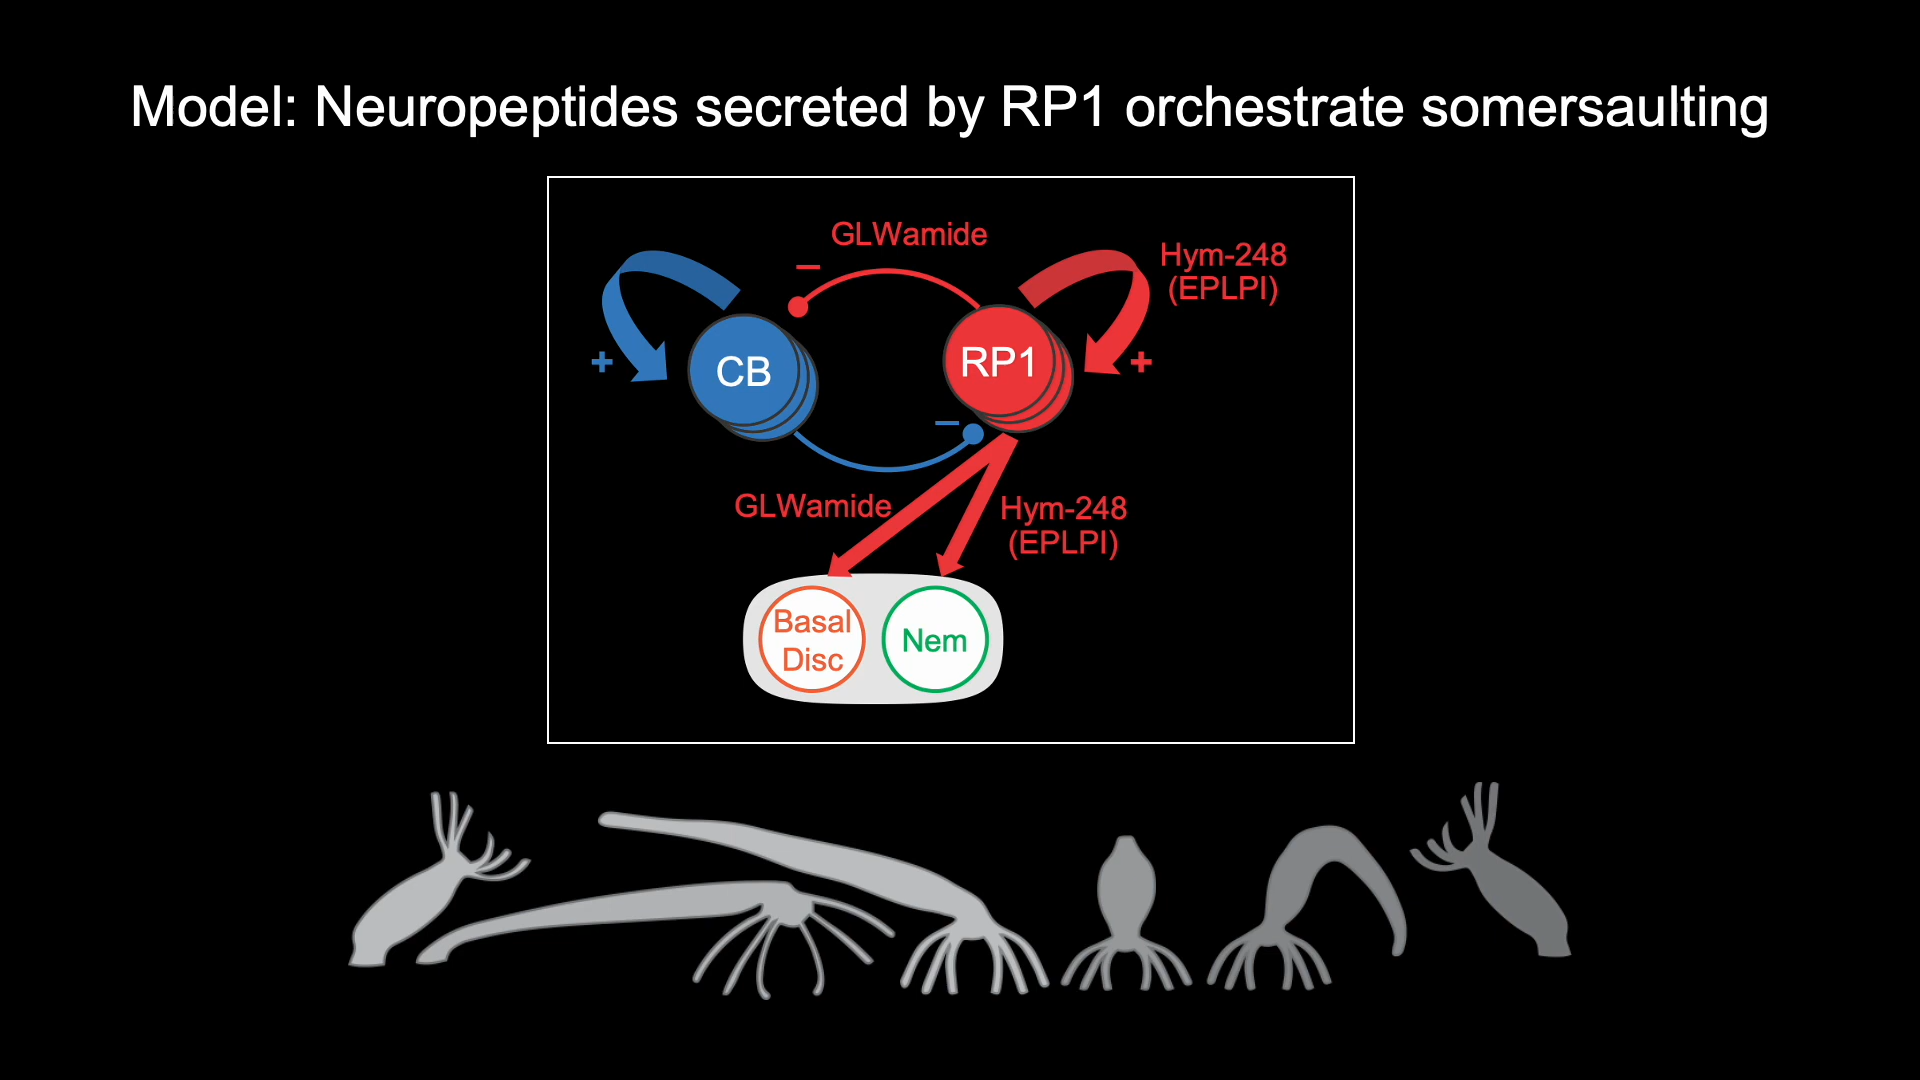 Model: Neuropeptides secreted by RP1 orchestrate somersaulting
GLWamide
Hym-248
(EPLPI)
–
+
CB
RP1
+
–
GLWamide
Hym-248
(EPLPI)
Basal
Disc
Nem